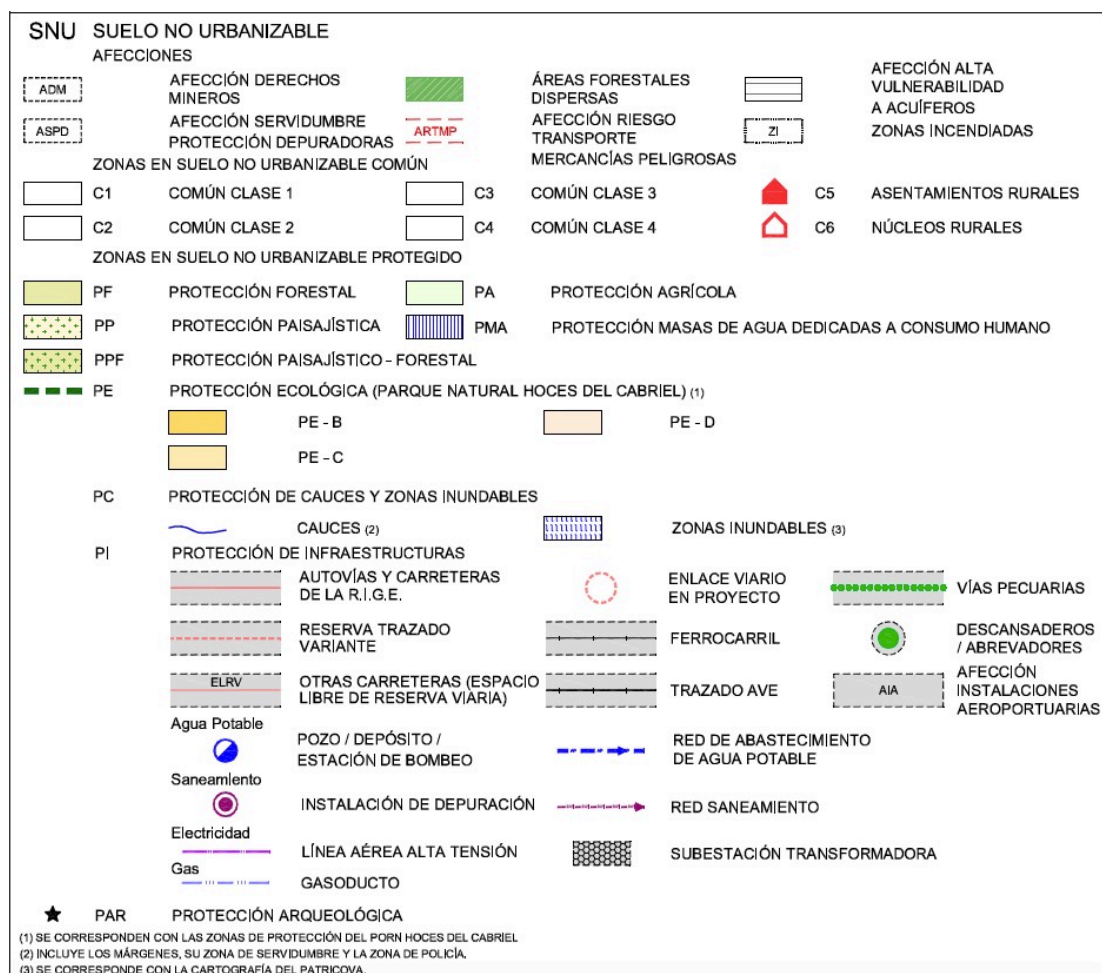 SNU SUELO NO URBANIZABLE
AFECCIONES
ADM AFECCIÓN DERECHOS MINEROS
ÁREAS FORESTALES DISPERSAS
AFECCIÓN ALTA VULNERABILIDAD A ACUÍFEROS
ASPD AFECCIÓN SERVIDUMBRE PROTECCIÓN DEPURADORAS
ARTMP AFECCIÓN RIESGO TRANSPORTE MERCANCÍAS PELIGROSAS
ZI ZONAS INCENDIADAS
ZONAS EN SUELO NO URBANIZABLE COMÚN
C1 COMÚN CLASE 1 C3 COMÚN CLASE 3 C5 ASENTAMIENTOS RURALES
C2 COMÚN CLASE 2 C4 COMÚN CLASE 4 C6 NÚCLEOS RURALES
ZONAS EN SUELO NO URBANIZABLE PROTEGIDO
PF PROTECCIÓN FORESTAL PA PROTECCIÓN AGRÍCOLA
PP PROTECCIÓN PAISAJÍSTICA PMA PROTECCIÓN MASAS DE AGUA DEDICADAS A CONSUMO HUMANO
PPF PROTECCIÓN PAISAJÍSTICO - FORESTAL
PE PROTECCIÓN ECOLÓGICA (PARQUE NATURAL HOCES DEL CABRIEL) (1)
PE - B PE - D
PE - C
PC PROTECCIÓN DE CAUCES Y ZONAS INUNDABLES
CAUCES (2) ZONAS INUNDABLES (3)
PI PROTECCIÓN DE INFRAESTRUCTURAS
AUTOVÍAS Y CARRETERAS DE LA R.I.G.E.
ENLACE VIARIO EN PROYECTO
VÍAS PECUARIAS
RESERVA TRAZADO VARIANTE
FERROCARRIL
DESCANSADEROS / ABREVADORES
ELRV OTRAS CARRETERAS (ESPACIO LIBRE DE RESERVA VIARIA)
TRAZADO AVE
AIA AFECCIÓN INSTALACIONES AEROPORTUARIAS
Agua Potable
POZO / DEPÓSITO / ESTACIÓN DE BOMBEO
RED DE ABASTECIMIENTO DE AGUA POTABLE
Saneamiento
INSTALACIÓN DE DEPURACIÓN RED SANEAMIENTO
Electricidad
LÍNEA AÉREA ALTA TENSIÓN SUBESTACIÓN TRANSFORMADORA
Gas
GASODUCTO
PAR PROTECCIÓN ARQUEOLÓGICA
(1) SE CORRESPONDEN CON LAS ZONAS DE PROTECCIÓN DEL PORN HOCES DEL CABRIEL
(2) INCLUYE LOS MÁRGENES, SU ZONA DE SERVIDUMBRE Y LA ZONA DE POLICÍA.
(3) SE CORRESPONDE CON LA CARTOGRAFÍA DEL PATRICOVA.